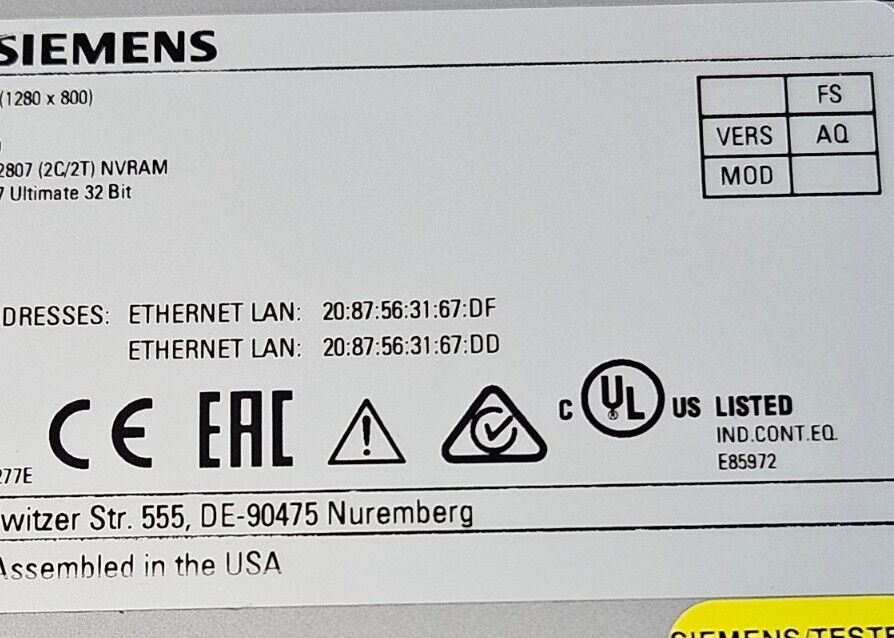 SIEMENS
(1280 x 800)
FS
VERS AQ
MOD
2807 (2C/2T) NVRAM
7 Ultimate 32 Bit
DRESSES: ETHERNET LAN: 20:87:56:31:67:DF
ETHERNET LAN: 20:87:56:31:67:DD
CE EAC C UL US LISTED
®
IND.CONT.EQ.
E85972
277E
witzer Str. 555, DE-90475 Nuremberg
Assembled in the USA
SIEMENS/TESTE